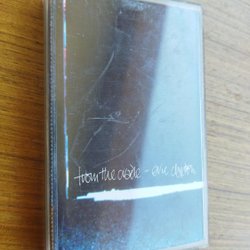 from the cradle - eric clapton